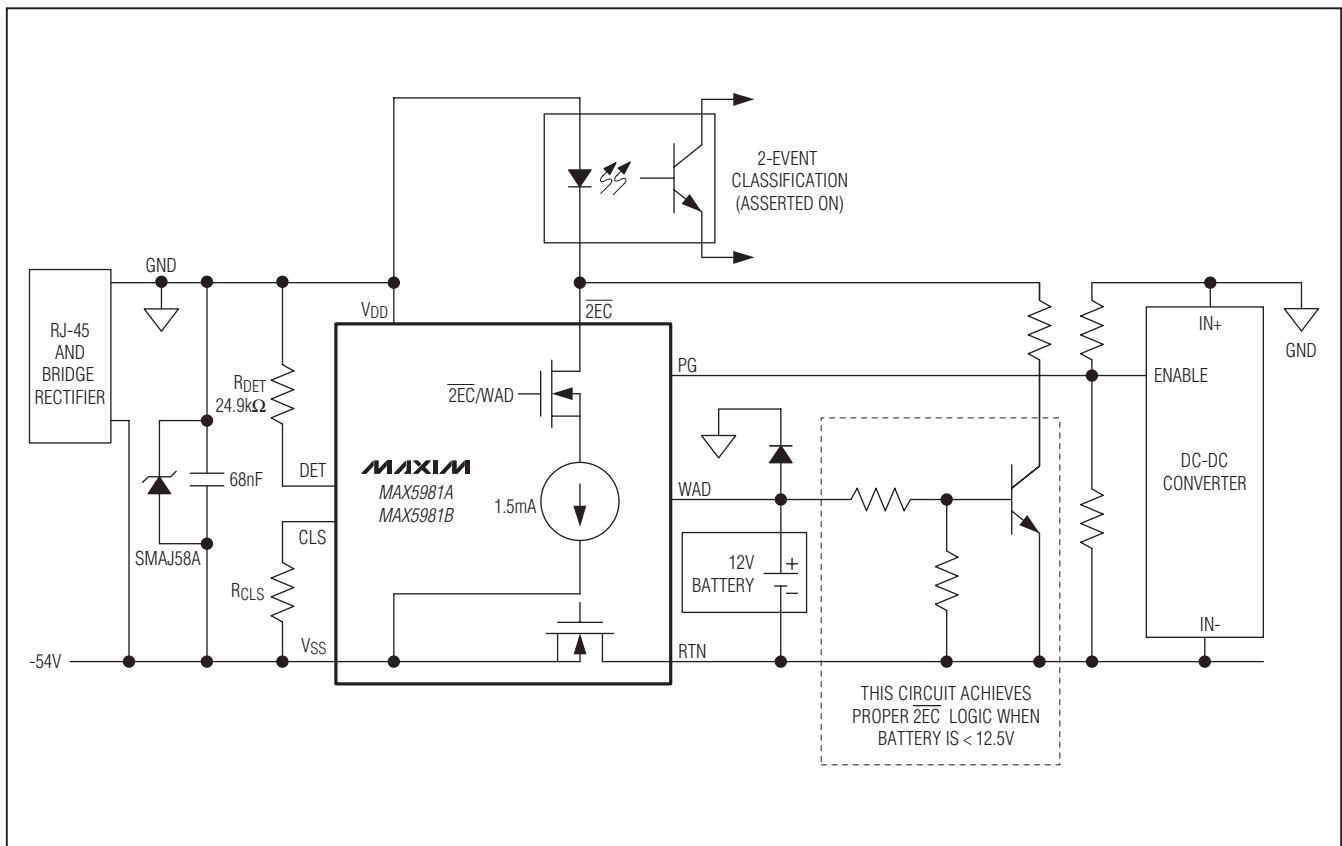 2-EVENT
CLASSIFICATION
(ASSERTED ON)
GND
VDD
2EC
RJ-45
AND
BRIDGE
RECTIFIER
RDET
24.9kΩ
68nF
SMAJ58A
DET
CLS
RCLS
-54V
VSS
2EC/WAD
MAXIM
MAX5981A
MAX5981B
1.5mA
PG
WAD
12V
BATTERY
+
−
RTN
IN+
GND
ENABLE
DC-DC
CONVERTER
IN-
THIS CIRCUIT ACHIEVES
PROPER 2EC LOGIC WHEN
BATTERY IS < 12.5V